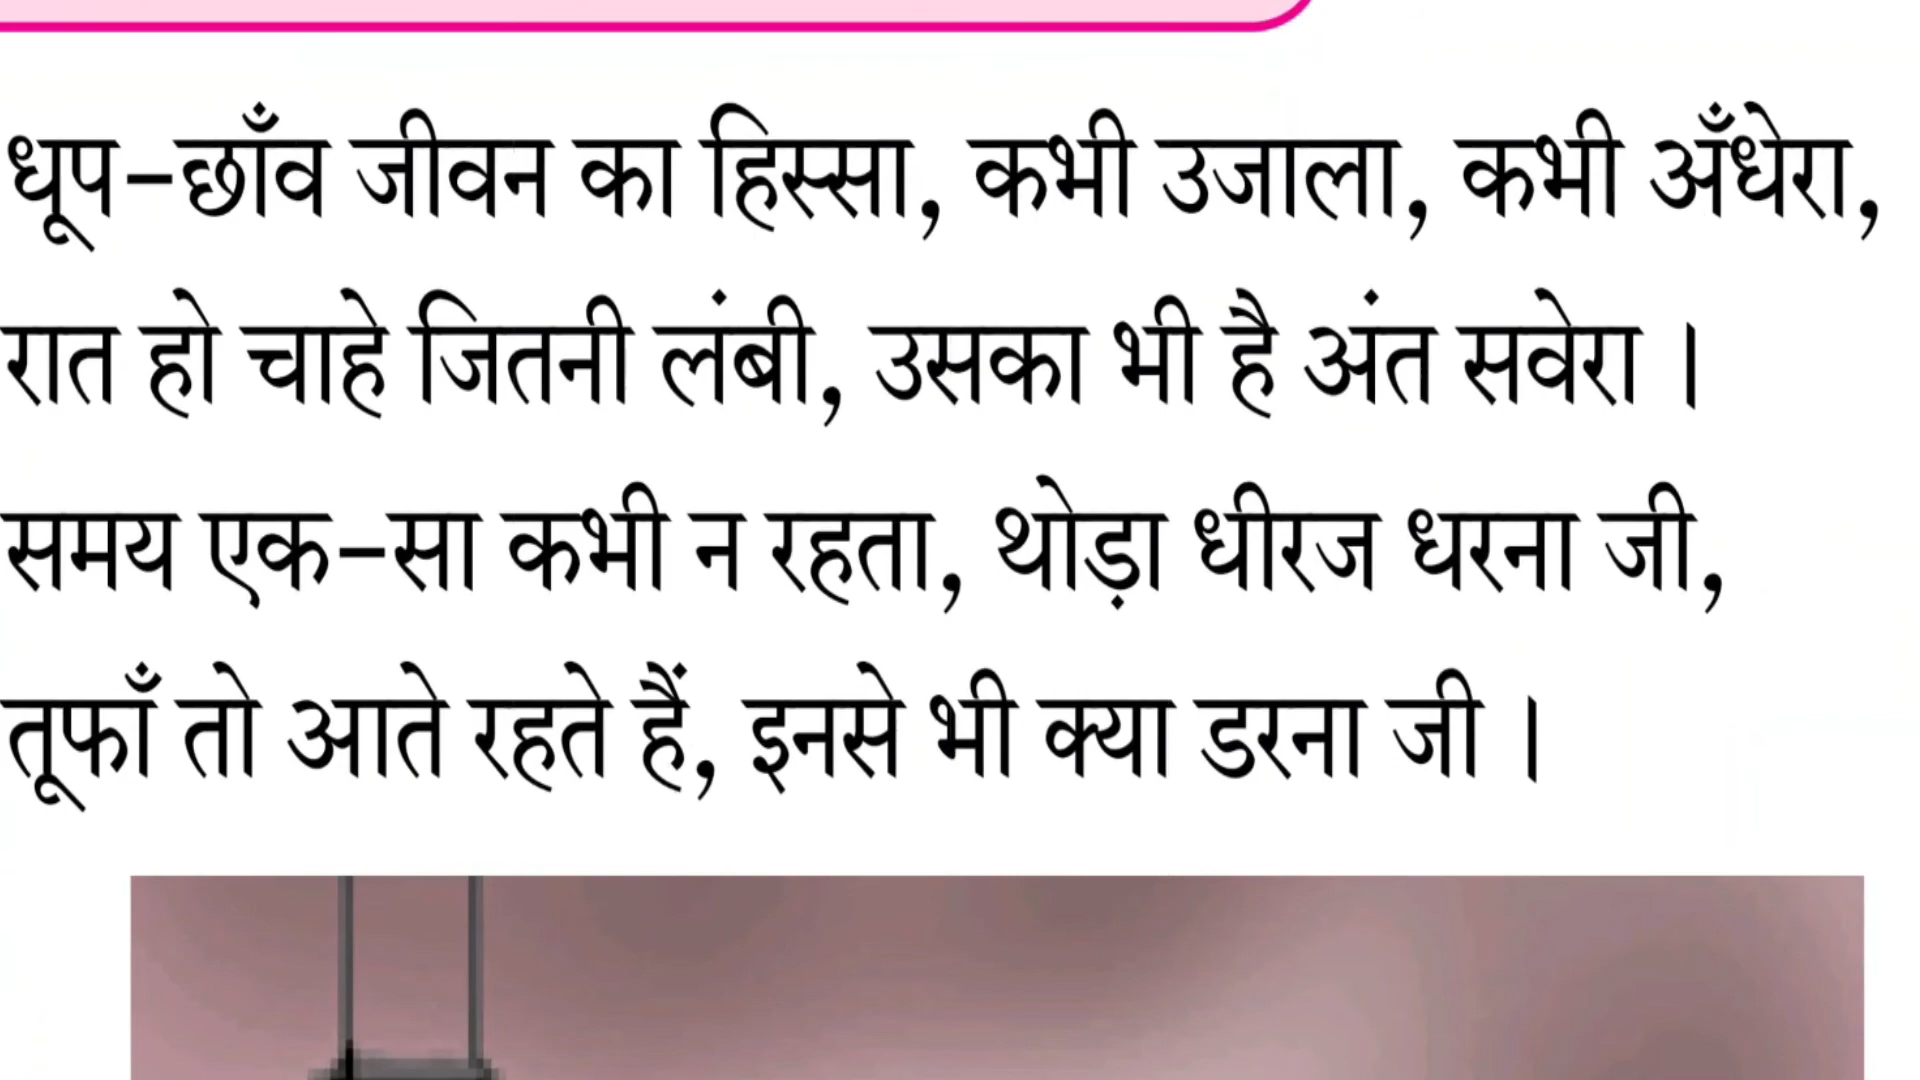 धूप-छाँव जीवन का हिस्सा, कभी उजाला, कभी अँधेरा,
रात हो चाहे जितनी लंबी, उसका भी है अंत सवेरा ।
समय एक-सा कभी न रहता, थोड़ा धीरज धरना जी,
तूफाँ तो आते रहते हैं, इनसे भी क्या डरना जी ।